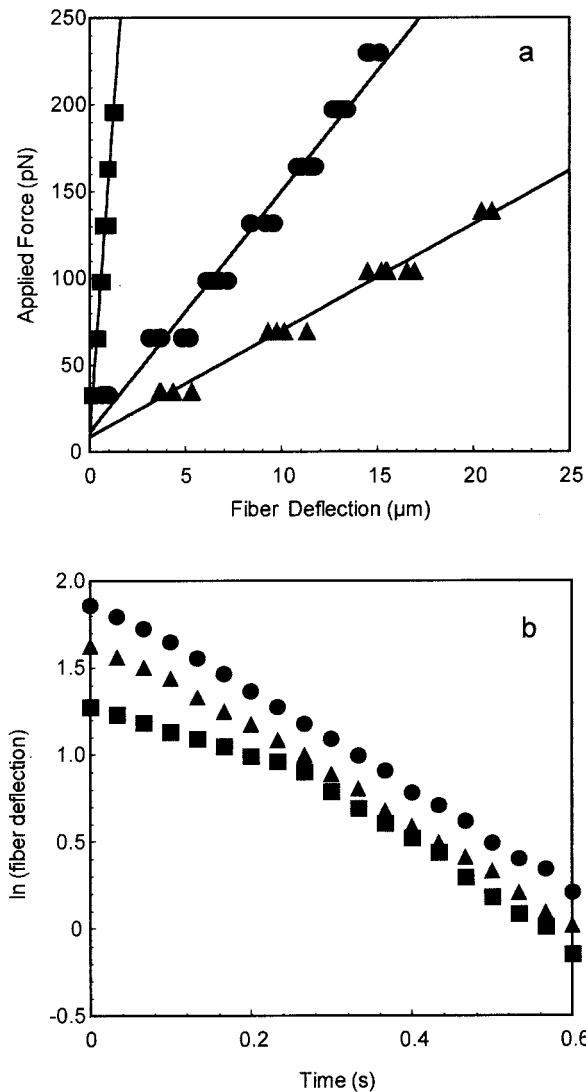 250
a
200
150
100
50
0
Applied Force (pN)
0 5 10 15 20 25
Fiber Deflection (µm)
2.0
b
1.5
1.0
0.5
0
-0.5
ln (fiber deflection)
0 0.2 0.4 0.6
Time (s)